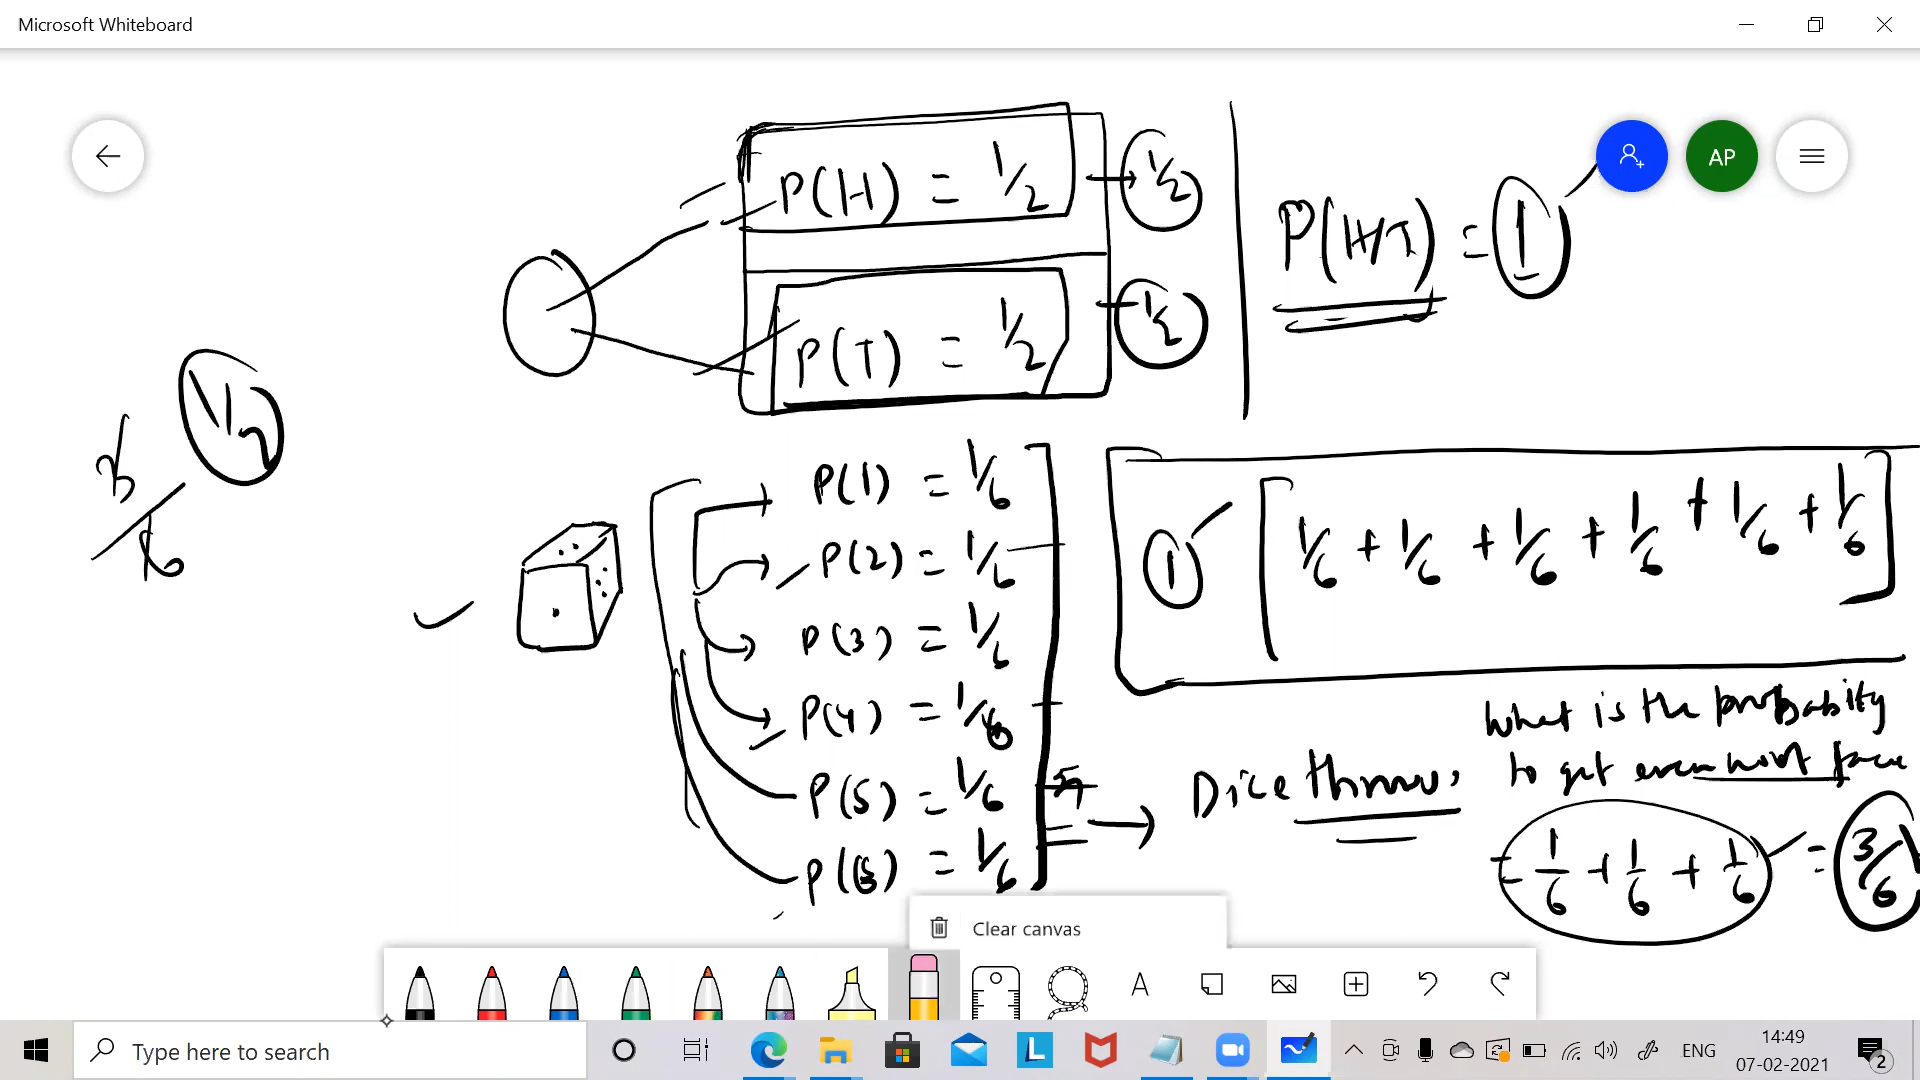 Microsoft Whiteboard
AP
P(H) = 1/2
1/2
P(H/T) = 1
P(T) = 1/2
1/2
1/2
3/6
P(1) = 1/6
P(2) = 1/6
P(3) = 1/6
P(4) = 1/6
P(5) = 1/6
P(6) = 1/6
1
1/6 + 1/6 + 1/6 + 1/6 + 1/6 + 1/6
What is the probability
to get even face
Dice throws
= 1/6 + 1/6 + 1/6 = 3/6
Clear canvas
A
Type here to search
L
ENG
14:49
07-02-2021
2